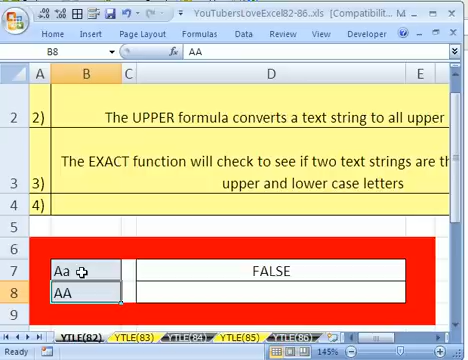 YouTubersLoveExcel82-86...xls [Compatibilit...
Home Insert Page Layout Formulas Data Review View Developer
B8 fx AA
A B C D E
2 2) The UPPER formula converts a text string to all upper
The EXACT function will check to see if two text strings are th
3 3) upper and lower case letters
4 4)
5
6
7 Aa FALSE
8 AA
9
YTLE(82) YTLE(83) YTLE(84) YTLE(85) YTLE(86)
Ready 145%